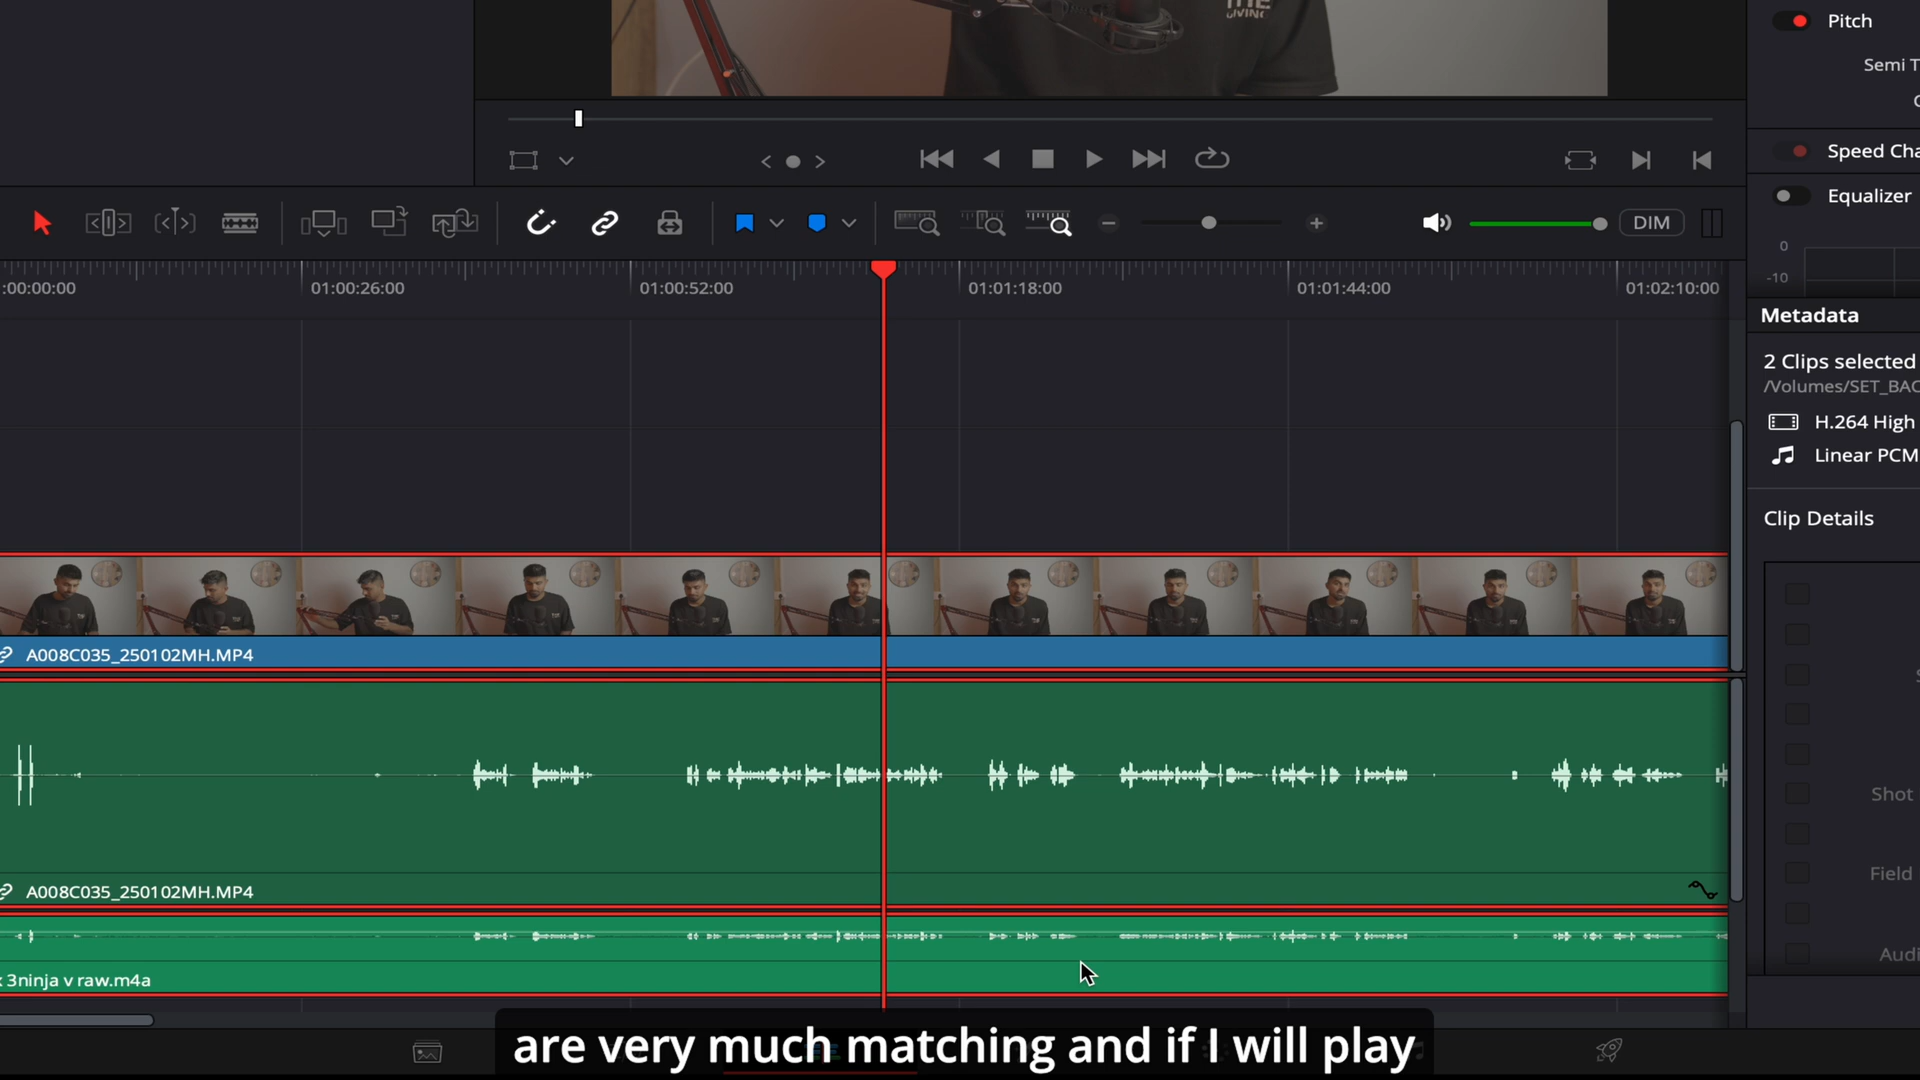 THE
LIVING
Pitch
Semi T
Speed Cha
DIM
Equalizer
0
-10
:00:00:00
01:00:26:00
01:00:52:00
01:01:18:00
01:01:44:00
01:02:10:00
Metadata
2 Clips selected
/Volumes/SET_BAC
H.264 High
Linear PCM
Clip Details
A008C035_250102MH.MP4
Shot
Field
A008C035_250102MH.MP4
Audi
3ninja v raw.m4a
are very much matching and if I will play